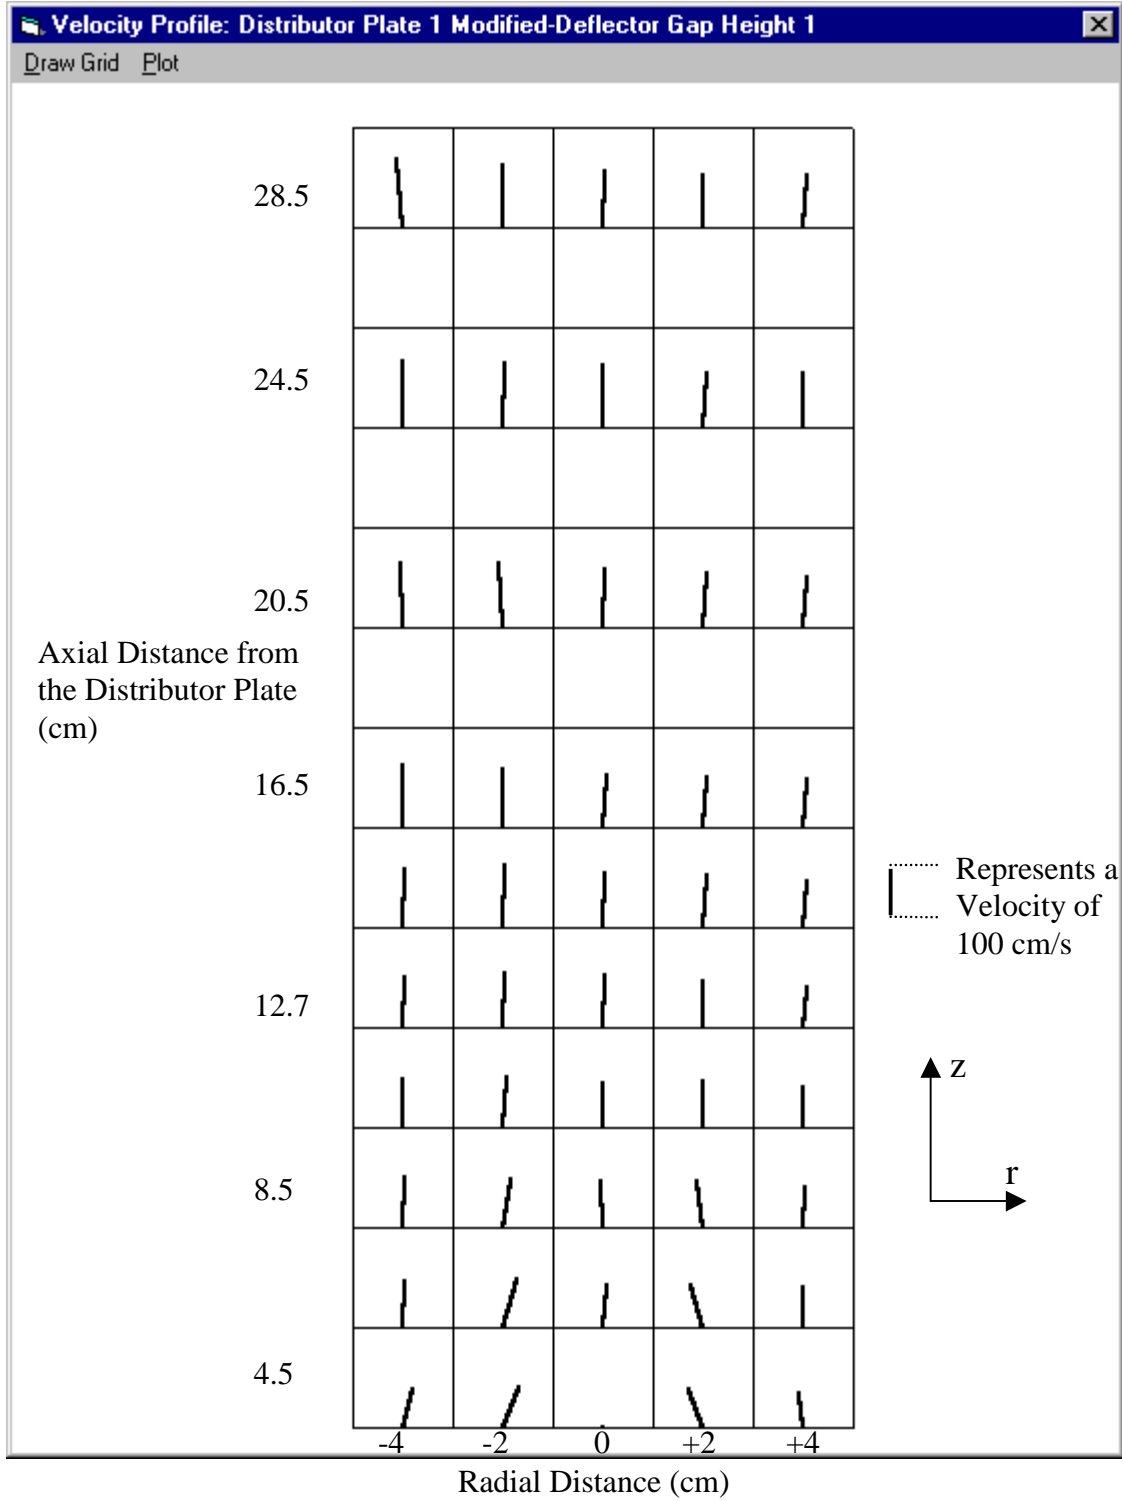 Velocity Profile: Distributor Plate 1 Modified-Deflector Gap Height 1
Draw Grid Plot
28.5
24.5
20.5
Axial Distance from
the Distributor Plate
(cm)
16.5
Represents a
Velocity of
100 cm/s
12.7
z
8.5
r
4.5
-4 -2 0 +2 +4
Radial Distance (cm)